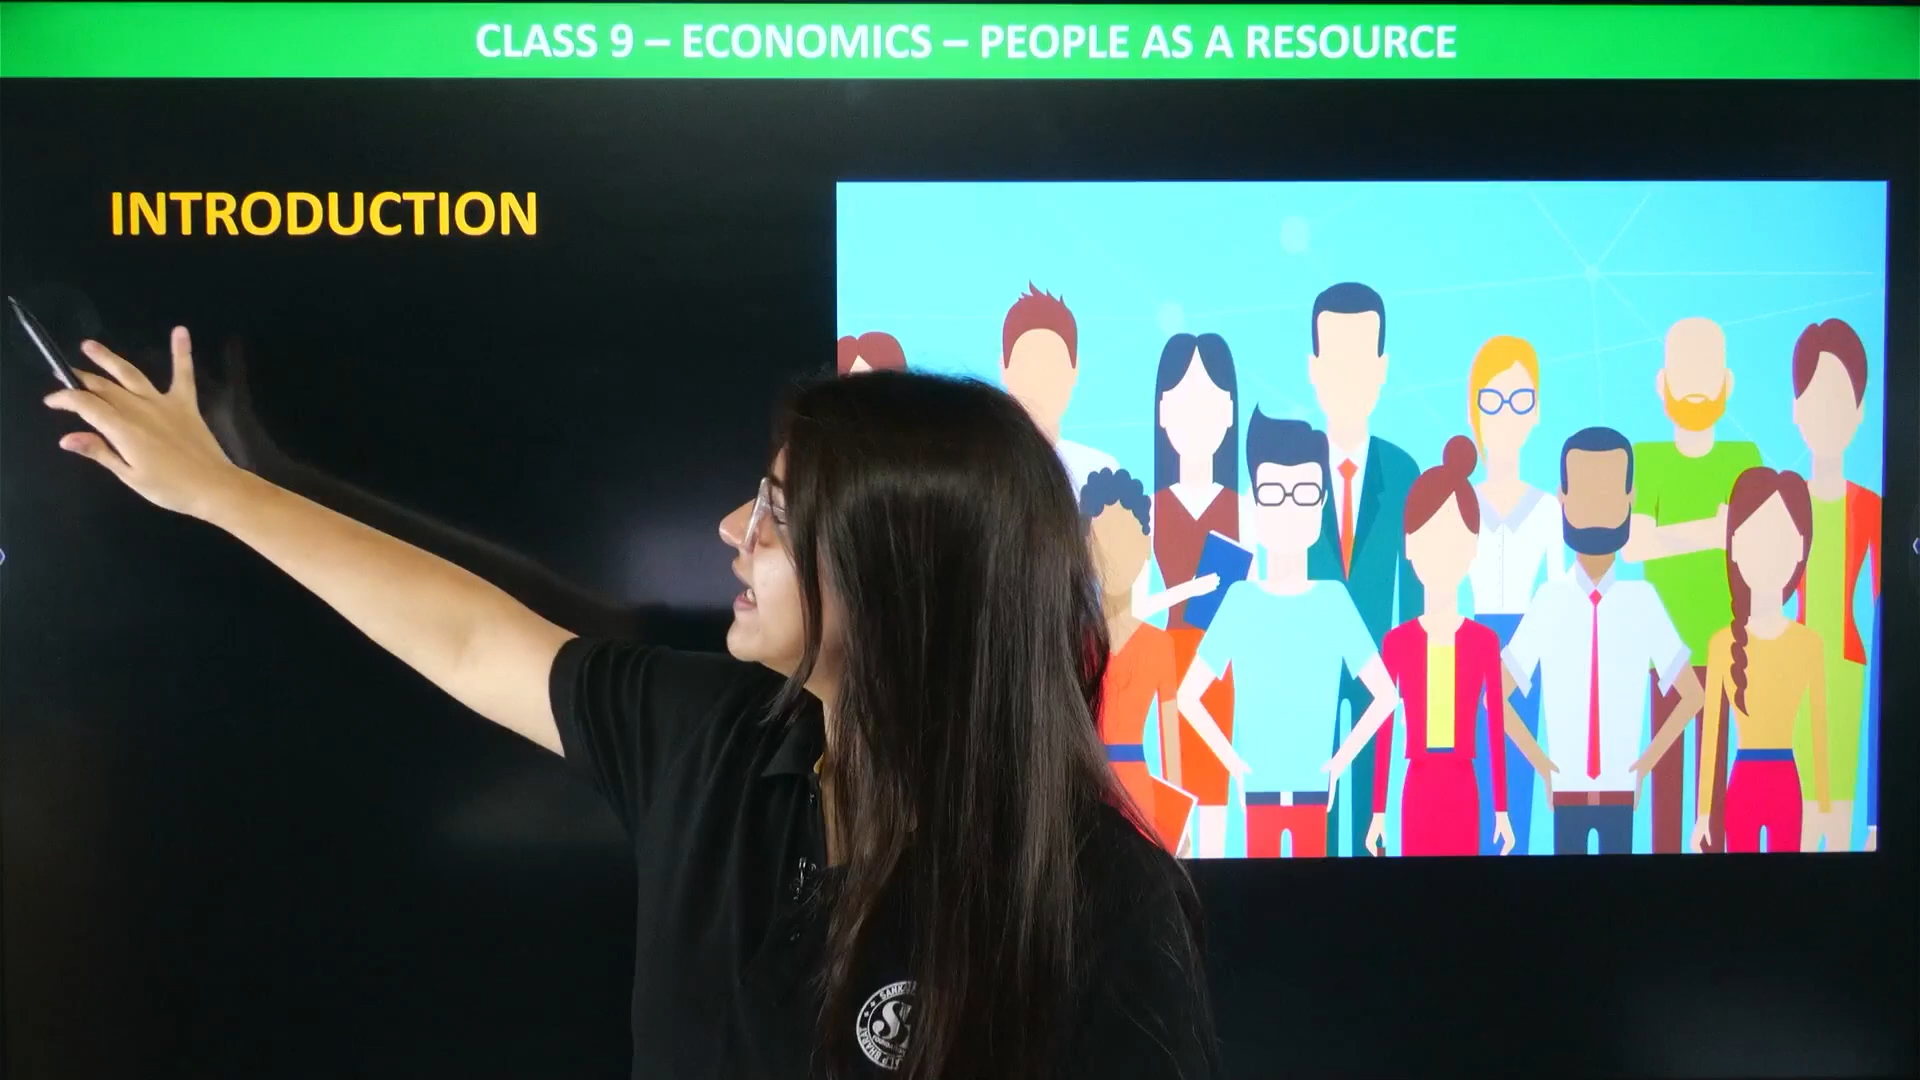 CLASS 9 – ECONOMICS – PEOPLE AS A RESOURCE
INTRODUCTION